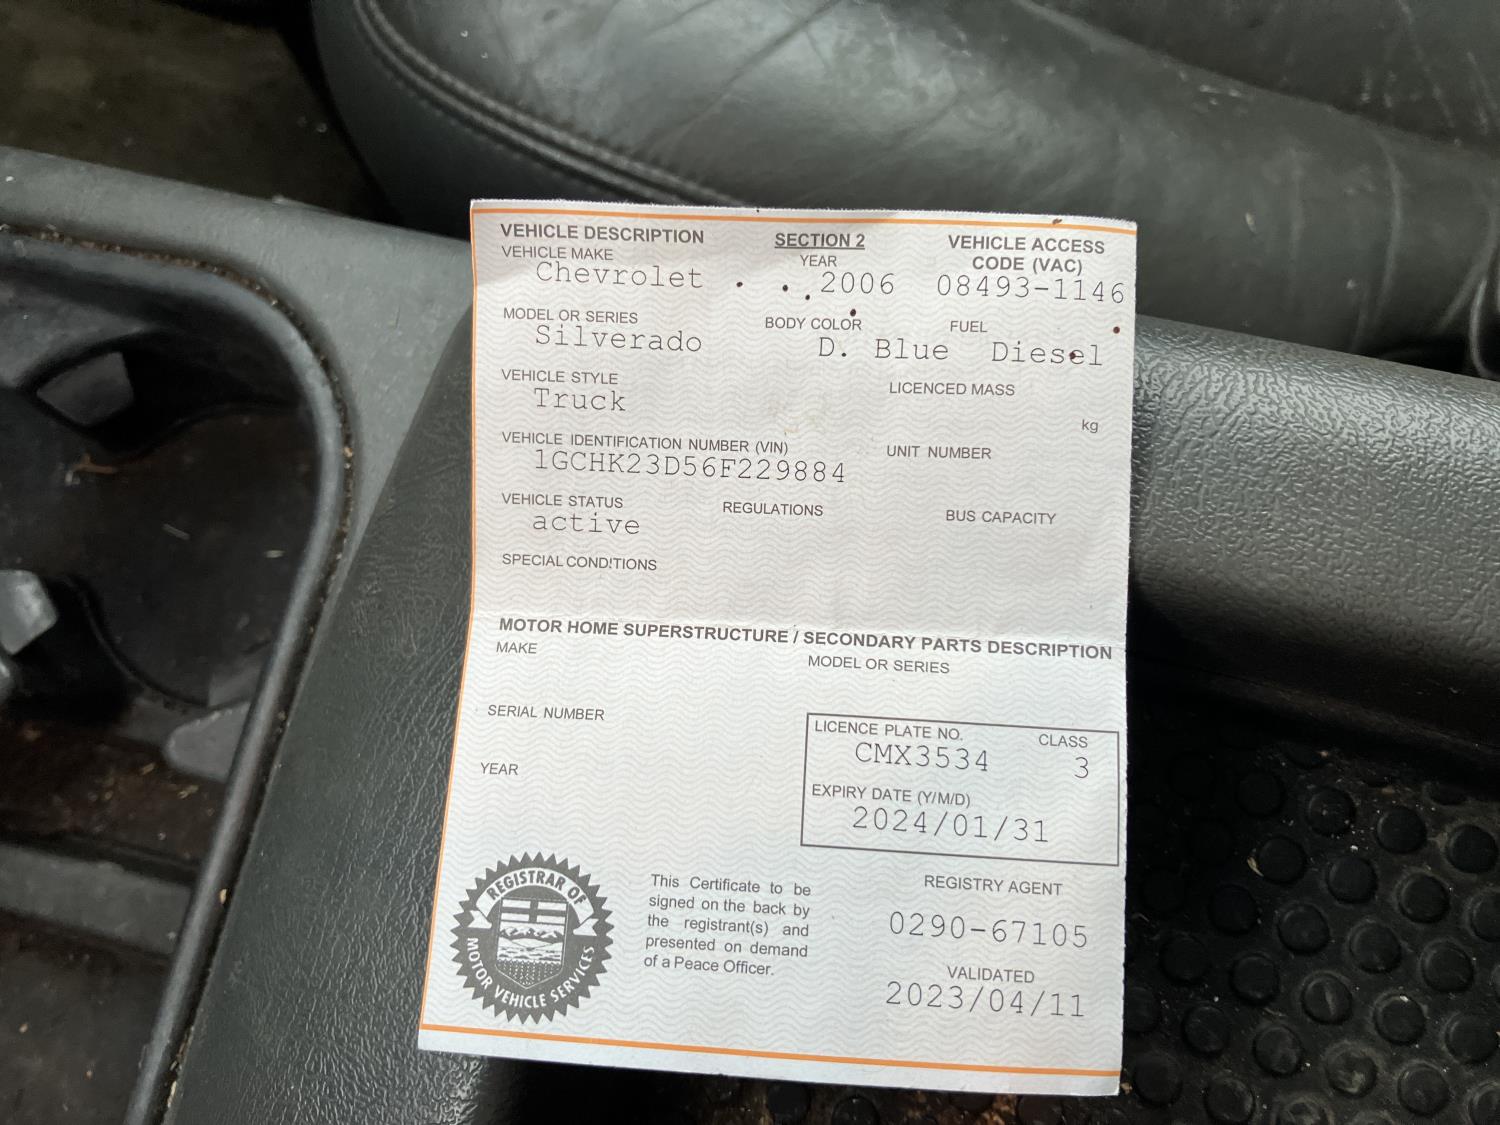 VEHICLE DESCRIPTION SECTION 2 VEHICLE ACCESS CODE (VAC)
VEHICLE MAKE YEAR
Chevrolet 2006 08493-1146
MODEL OR SERIES BODY COLOR FUEL
Silverado D. Blue Diesel
VEHICLE STYLE LICENCED MASS
Truck kg
VEHICLE IDENTIFICATION NUMBER (VIN) UNIT NUMBER
1GCHK23D56F229884
VEHICLE STATUS REGULATIONS BUS CAPACITY
active
SPECIAL CONDITIONS
MOTOR HOME SUPERSTRUCTURE / SECONDARY PARTS DESCRIPTION
MAKE MODEL OR SERIES
SERIAL NUMBER
YEAR
LICENCE PLATE NO. CLASS
CMX3534 3
EXPIRY DATE (Y/M/D)
2024/01/31
REGISTRAR OF
MOTOR VEHICLE SERVICES
This Certificate to be
signed on the back by
the registrant(s) and
presented on demand
of a Peace Officer.
REGISTRY AGENT
0290-67105
VALIDATED
2023/04/11